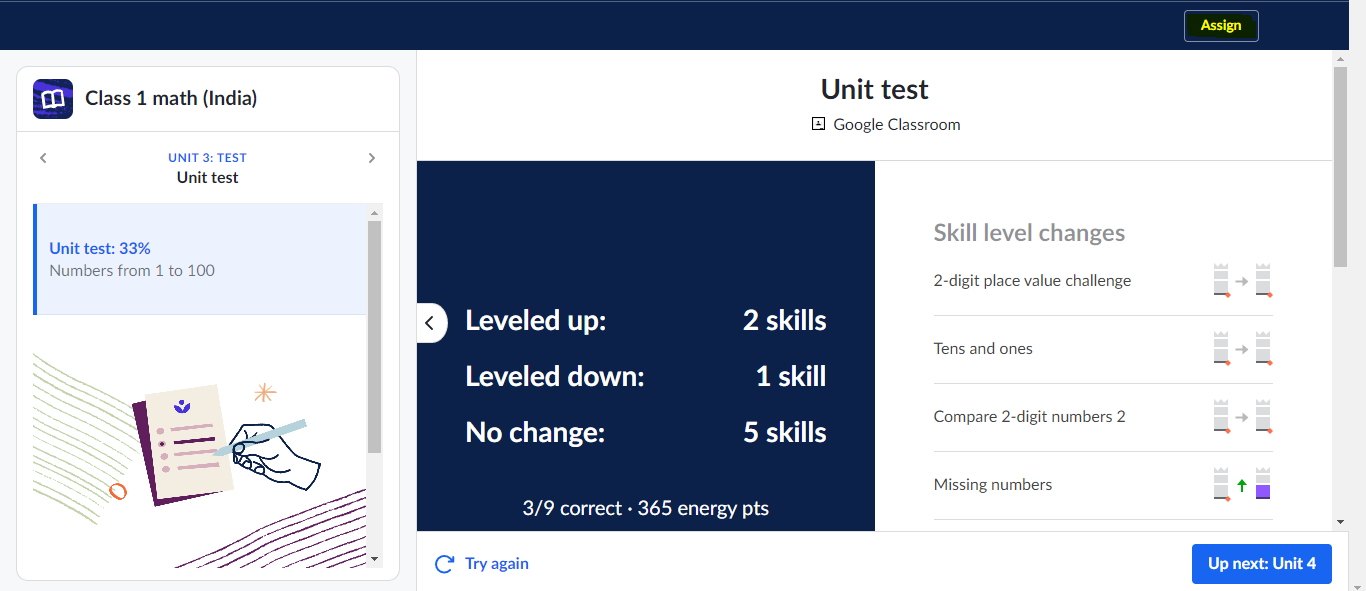 Assign
Class 1 math (India)
UNIT 3: TEST
Unit test
Unit test: 33%
Numbers from 1 to 100
Unit test
Google Classroom
Leveled up: 2 skills
Leveled down: 1 skill
No change: 5 skills
3/9 correct · 365 energy pts
Skill level changes
2-digit place value challenge
Tens and ones
Compare 2-digit numbers 2
Missing numbers
Try again
Up next: Unit 4